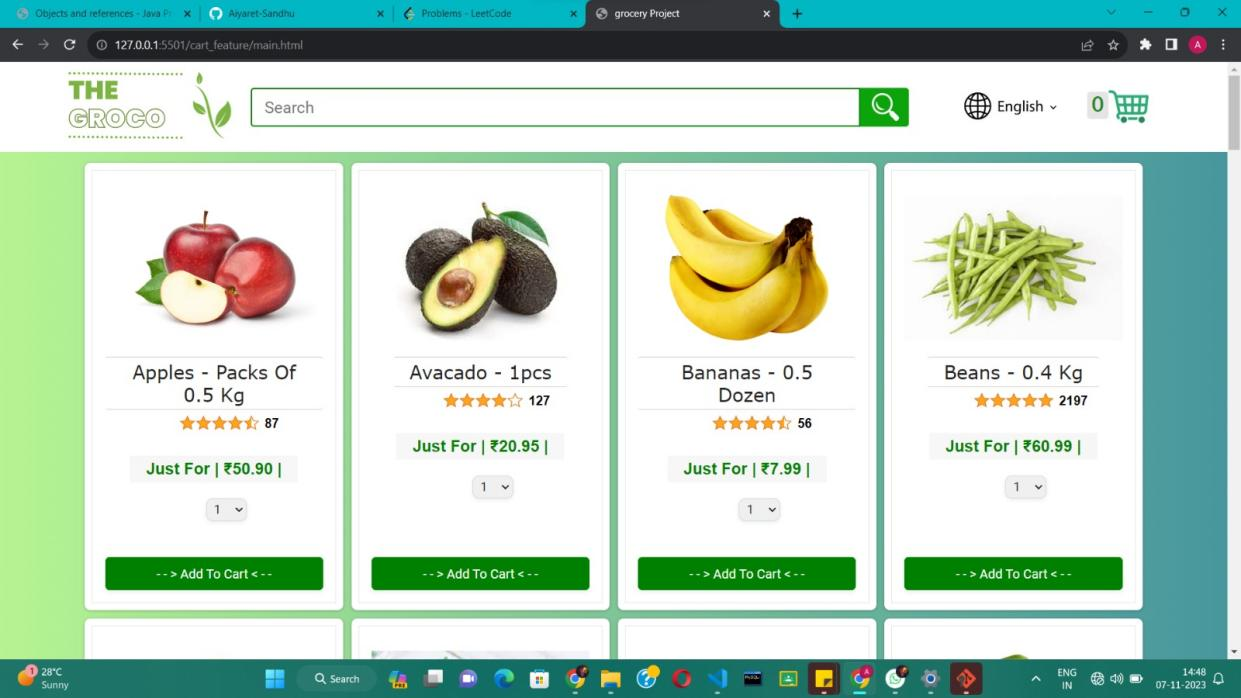 Objects and references - Java Pr
Aiyaret-Sandhu
Problems - LeetCode
grocery Project
127.0.0.1:5501/cart_feature/main.html
A
THE
GROCO
Search
English
0
Apples - Packs Of
0.5 Kg
87
Just For | ₹50.90 |
1
-- > Add To Cart < --
Avacado - 1pcs
127
Just For | ₹20.95 |
1
-- > Add To Cart < --
Bananas - 0.5
Dozen
56
Just For | ₹7.99 |
1
-- > Add To Cart < --
Beans - 0.4 Kg
2197
Just For | ₹60.99 |
1
-- > Add To Cart < --
1
28°C
Sunny
Search
PRE
ENG
IN
14:48
07-11-2023